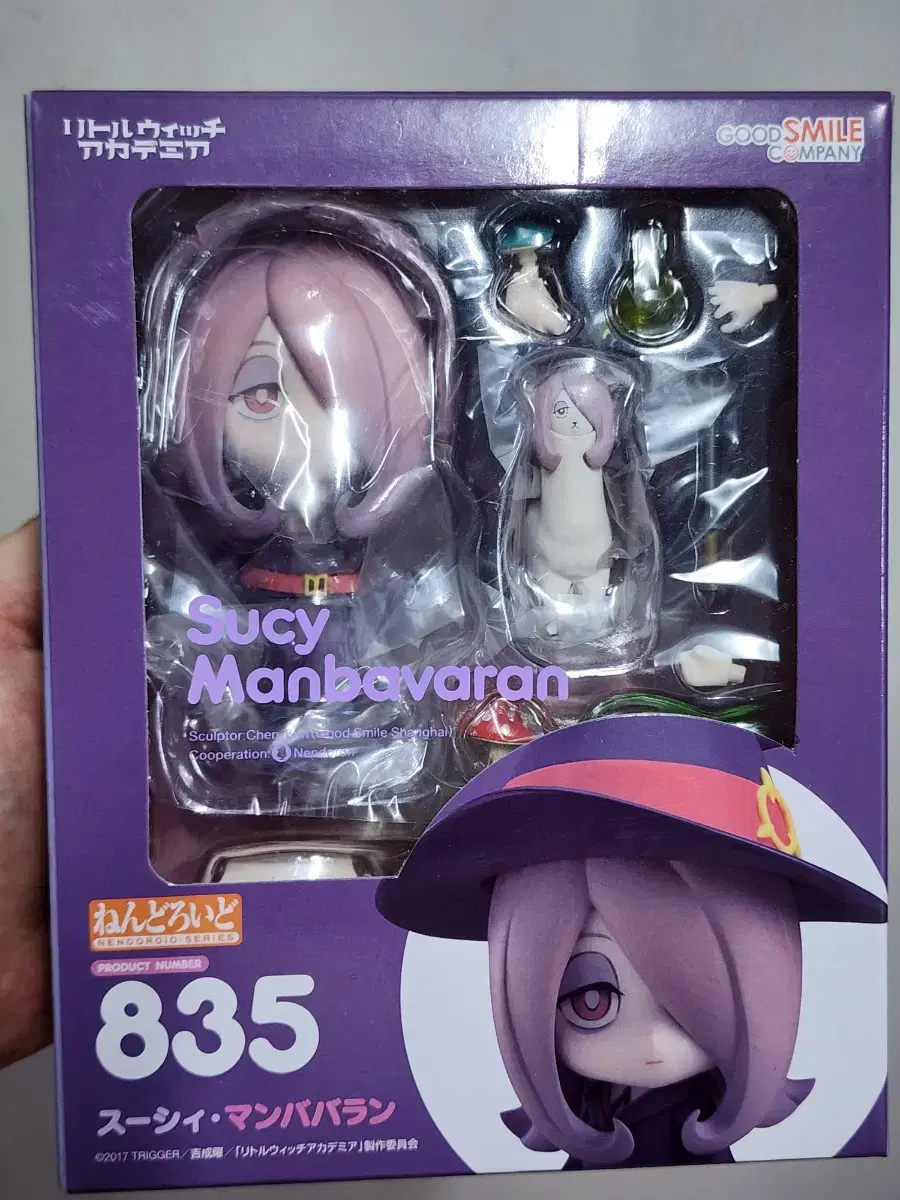 リトルウィッチ
アカデミア
GOODSMILE
COMPANY
Sucy
Manbavaran
Sculptor:Chen
(Good Smile Shanghai)
Cooperation:
ねんどろいど
NENDOROID-SERIES
PRODUCT NUMBER
835
スーシィ・マンババラン
©2017 TRIGGER／吉成曜／「リトルウィッチアカデミア」製作委員会